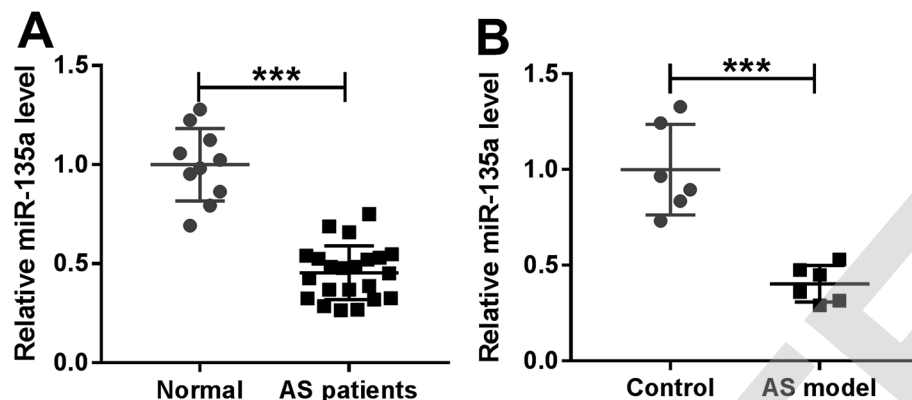 A
Relative miR-135a level
1.5
1.0
0.5
0.0
***
Normal
AS patients
B
Relative miR-135a level
1.5
1.0
0.5
0.0
***
Control
AS model